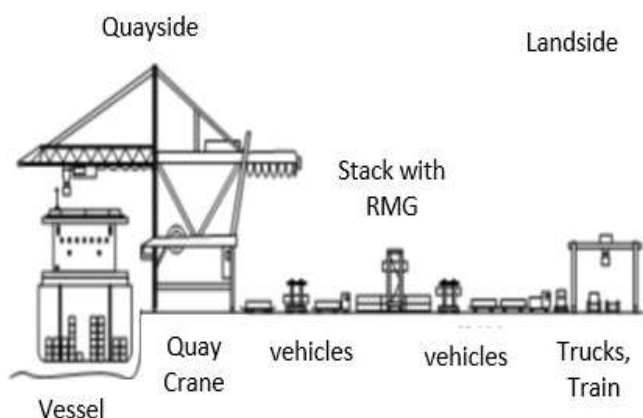 Quayside
Landside
Stack with
RMG
Quay
Crane
vehicles
vehicles
Trucks,
Train
Vessel